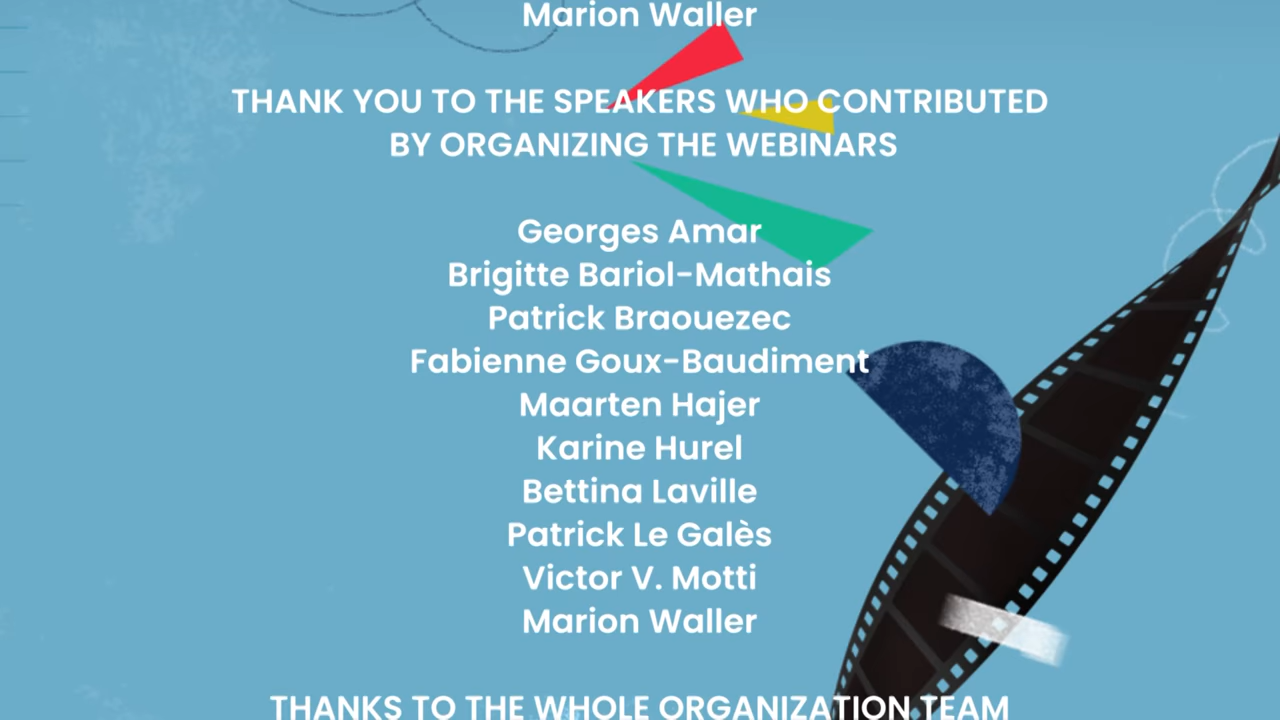 Marion Waller
THANK YOU TO THE SPEAKERS WHO CONTRIBUTED
BY ORGANIZING THE WEBINARS
Georges Amar
Brigitte Bariol-Mathais
Patrick Braouezec
Fabienne Goux-Baudiment
Maarten Hajer
Karine Hurel
Bettina Laville
Patrick Le Galès
Victor V. Motti
Marion Waller
THANKS TO THE WHOLE ORGANIZATION TEAM